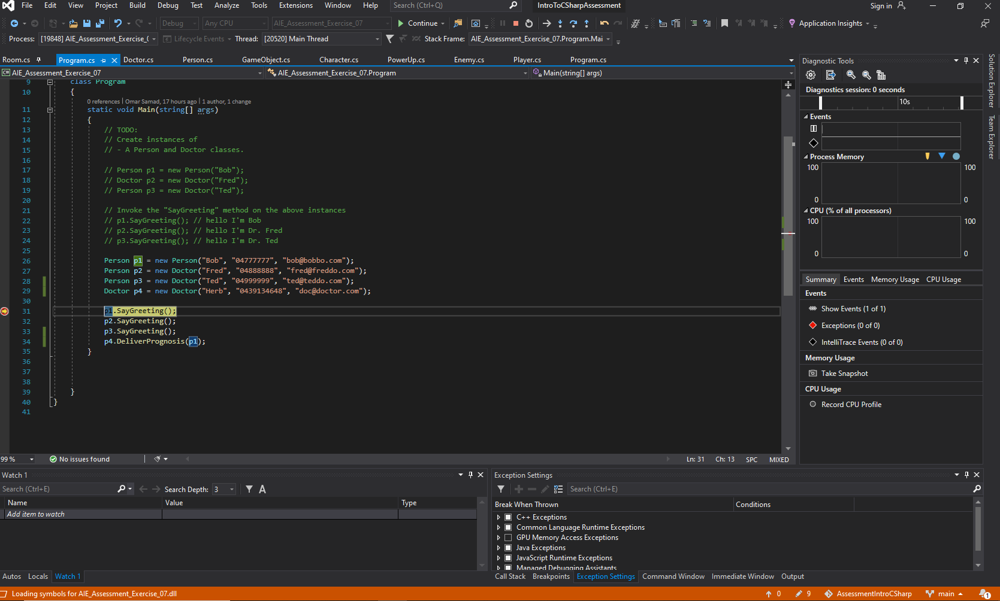 File Edit View Project Build Debug Test Analyze Tools Extensions Window Help Search (Ctrl+Q) IntroToCSharpAssessment Sign in
Debug Any CPU AIE_Assessment_Exercise_07 Continue Application Insights
Process: [19848] AIE_Assessment_Exercise_( Lifecycle Events Thread: [20520] Main Thread Stack Frame: AIE_Assessment_Exercise_07.Program.Mai
Room.cs Program.cs Doctor.cs Person.cs GameObject.cs Character.cs PowerUp.cs Enemy.cs Player.cs Program.cs
C# AIE_Assessment_Exercise_07 AIE_Assessment_Exercise_07.Program Main(string[] args)
9 class Program
10 {
0 references | Omar Samad, 17 hours ago | 1 author, 1 change
11 static void Main(string[] args)
12 {
13 // TODO:
14 // Create instances of
15 // - A Person and Doctor classes.
16
17 // Person p1 = new Person("Bob");
18 // Doctor p2 = new Doctor("Fred");
19 // Person p3 = new Doctor("Ted");
20
21 // Invoke the "SayGreeting" method on the above instances
22 // p1.SayGreeting(); // hello I'm Bob
23 // p2.SayGreeting(); // hello I'm Dr. Fred
24 // p3.SayGreeting(); // hello I'm Dr. Ted
25
26 Person p1 = new Person("Bob", "04777777", "bob@bobbo.com");
27 Person p2 = new Doctor("Fred", "04888888", "fred@freddo.com");
28 Person p3 = new Doctor("Ted", "04999999", "ted@teddo.com");
29 Doctor p4 = new Doctor("Herb", "0439134648", "doc@doctor.com");
30
31 p1.SayGreeting();
32 p2.SayGreeting();
33 p3.SayGreeting();
34 p4.DeliverPrognosis(p1);
35 }
36
37
38
39 }
40 }
41
99 % No issues found Ln: 31 Ch: 13 SPC MIXED
Diagnostic Tools
Diagnostics session: 0 seconds
10s
Events
Process Memory
100 100
0 0
CPU (% of all processors)
100 100
0 0
Summary Events Memory Usage CPU Usage
Events
Show Events (1 of 1)
Exceptions (0 of 0)
IntelliTrace Events (0 of 0)
Memory Usage
Take Snapshot
CPU Usage
Record CPU Profile
Solution Explorer
Team Explorer
Watch 1
Search (Ctrl+E) Search Depth: 3 A
Name Value Type
Add item to watch
Autos Locals Watch 1
Exception Settings
Search (Ctrl+E)
Break When Thrown Conditions
C++ Exceptions
Common Language Runtime Exceptions
GPU Memory Access Exceptions
Java Exceptions
JavaScript Runtime Exceptions
Managed Debugging Assistants
Call Stack Breakpoints Exception Settings Command Window Immediate Window Output
Loading symbols for AIE_Assessment_Exercise_07.dll 0 9 AssessmentIntroCSharp main 1